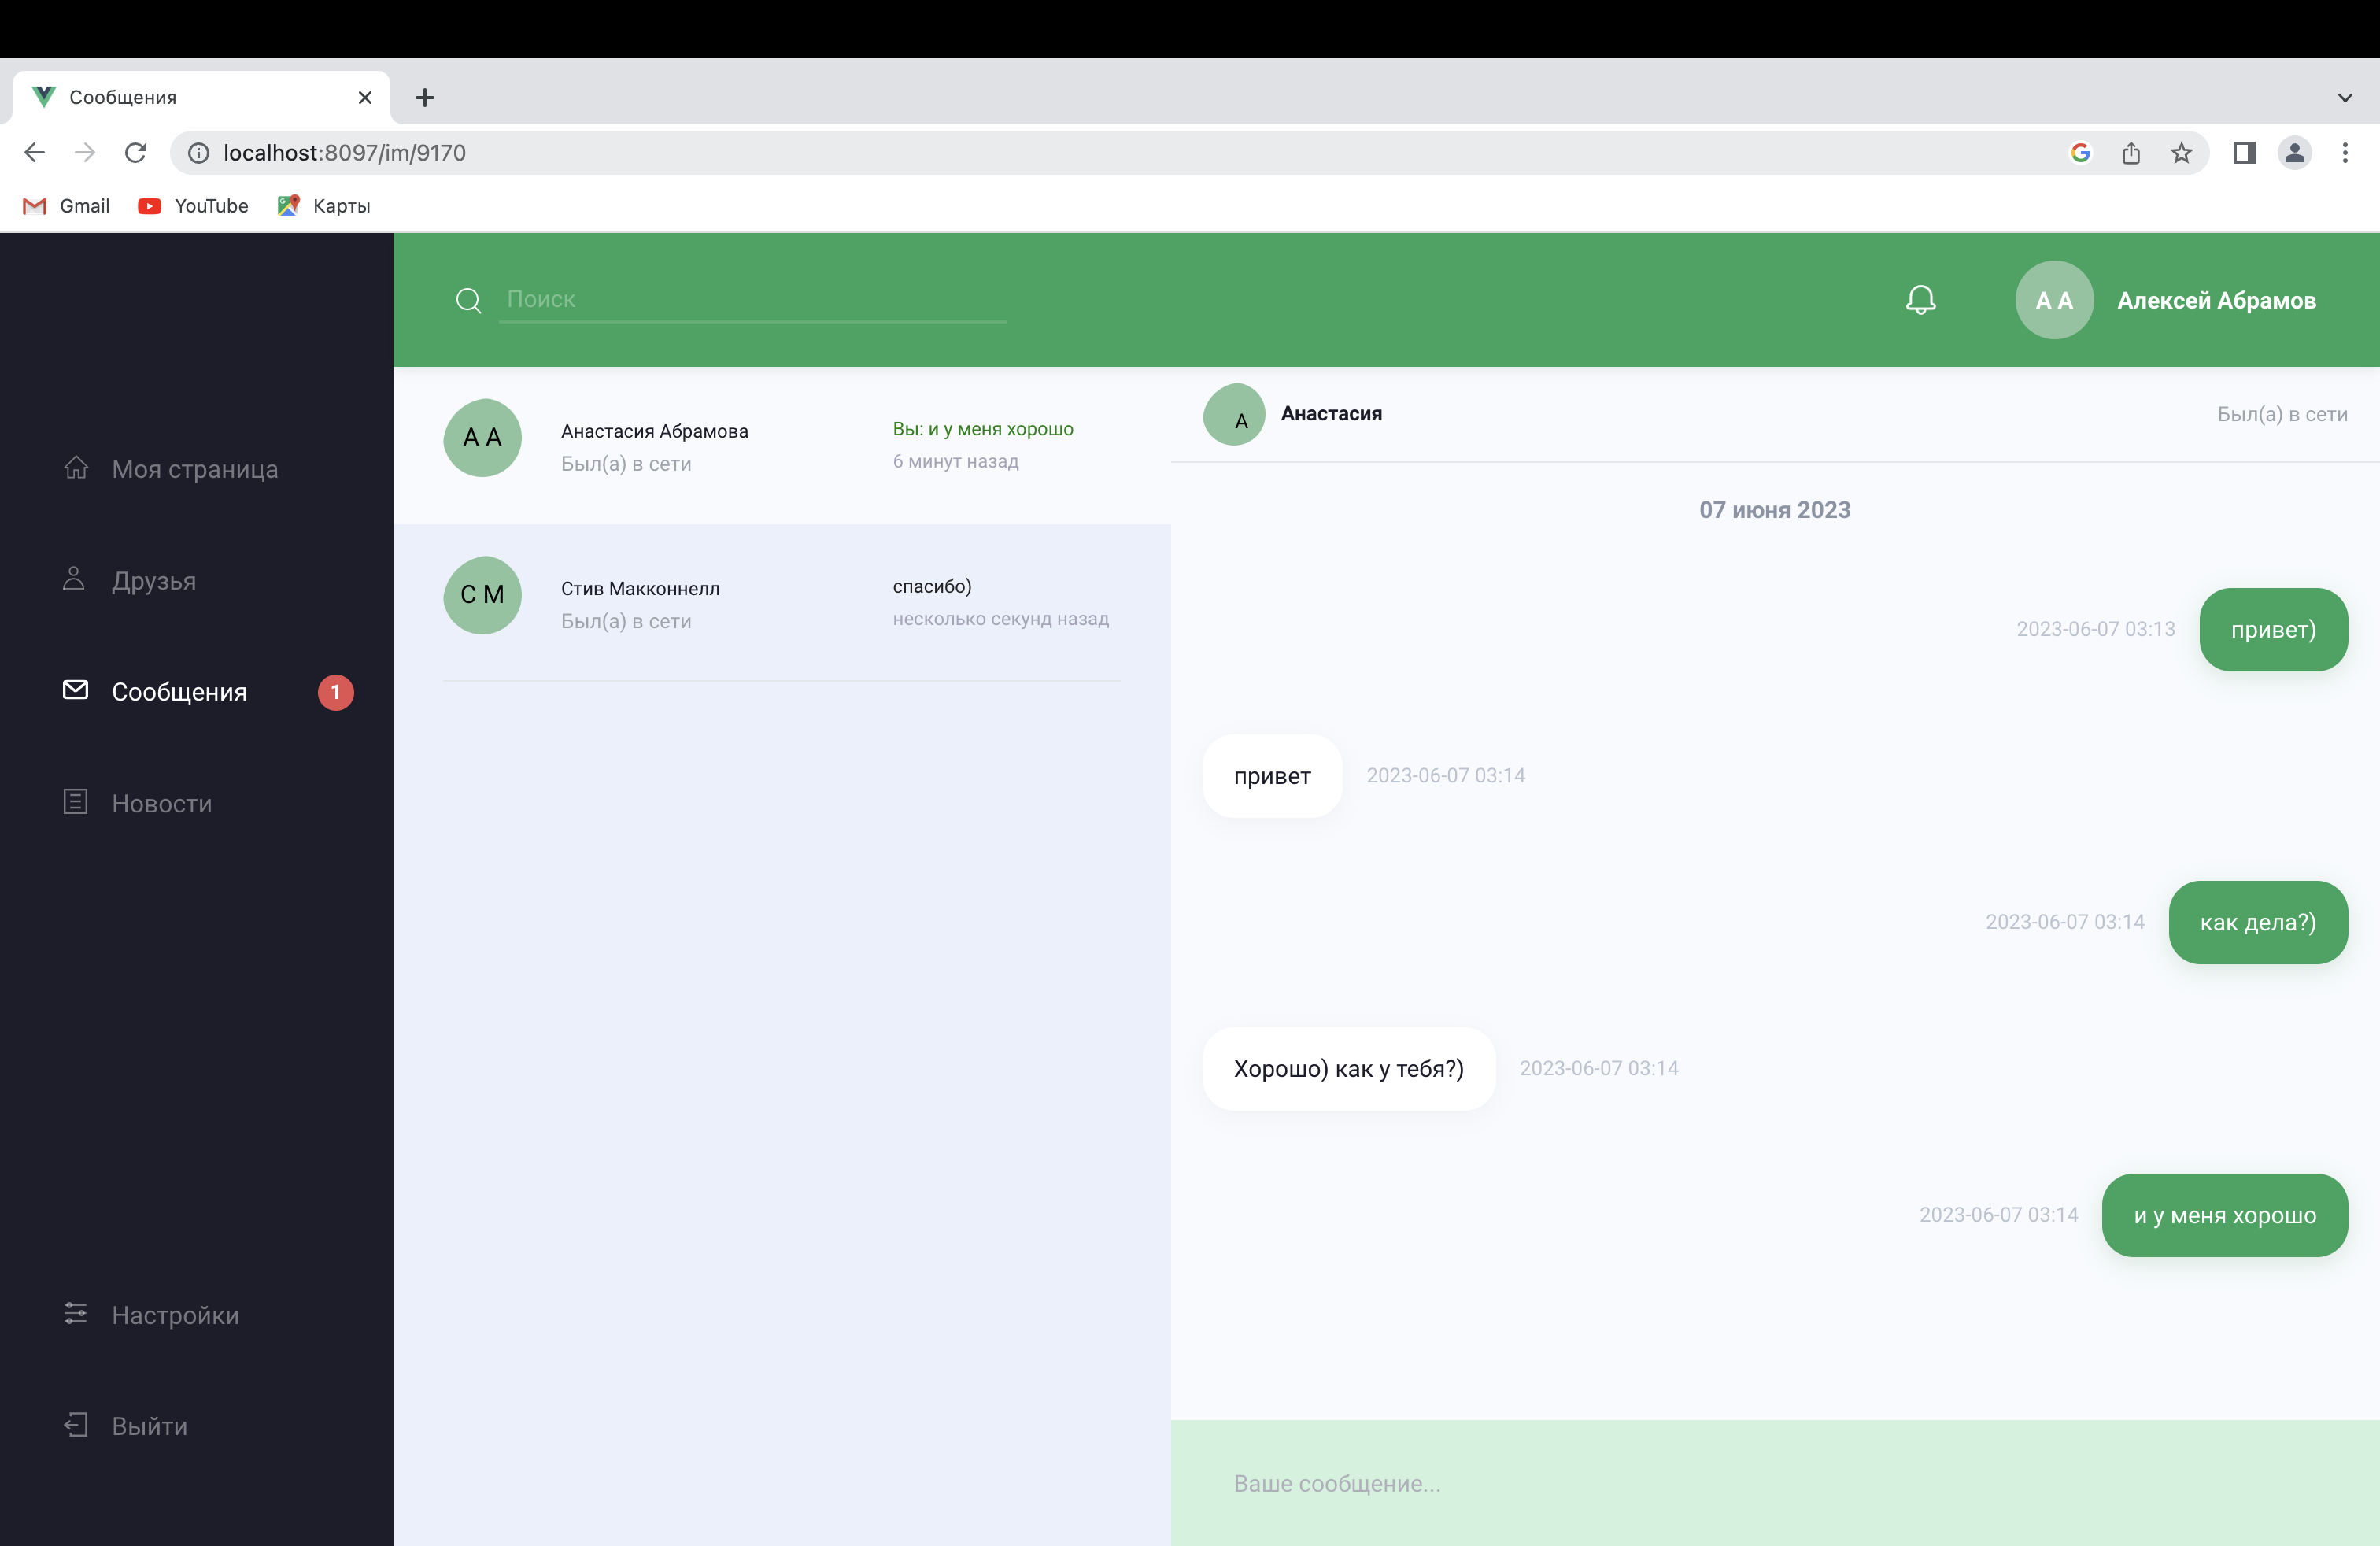 Сообщения
localhost:8097/im/9170
Gmail
YouTube
Карты
Поиск
А А
Алексей Абрамов
Моя страница
Друзья
Сообщения
1
Новости
Настройки
Выйти
А А
Анастасия Абрамова
Был(а) в сети
Вы: и у меня хорошо
6 минут назад
С М
Стив Макконнелл
Был(а) в сети
спасибо)
несколько секунд назад
А
Анастасия
Был(а) в сети
07 июня 2023
2023-06-07 03:13
привет)
привет
2023-06-07 03:14
2023-06-07 03:14
как дела?)
Хорошо) как у тебя?)
2023-06-07 03:14
2023-06-07 03:14
и у меня хорошо
Ваше сообщение...